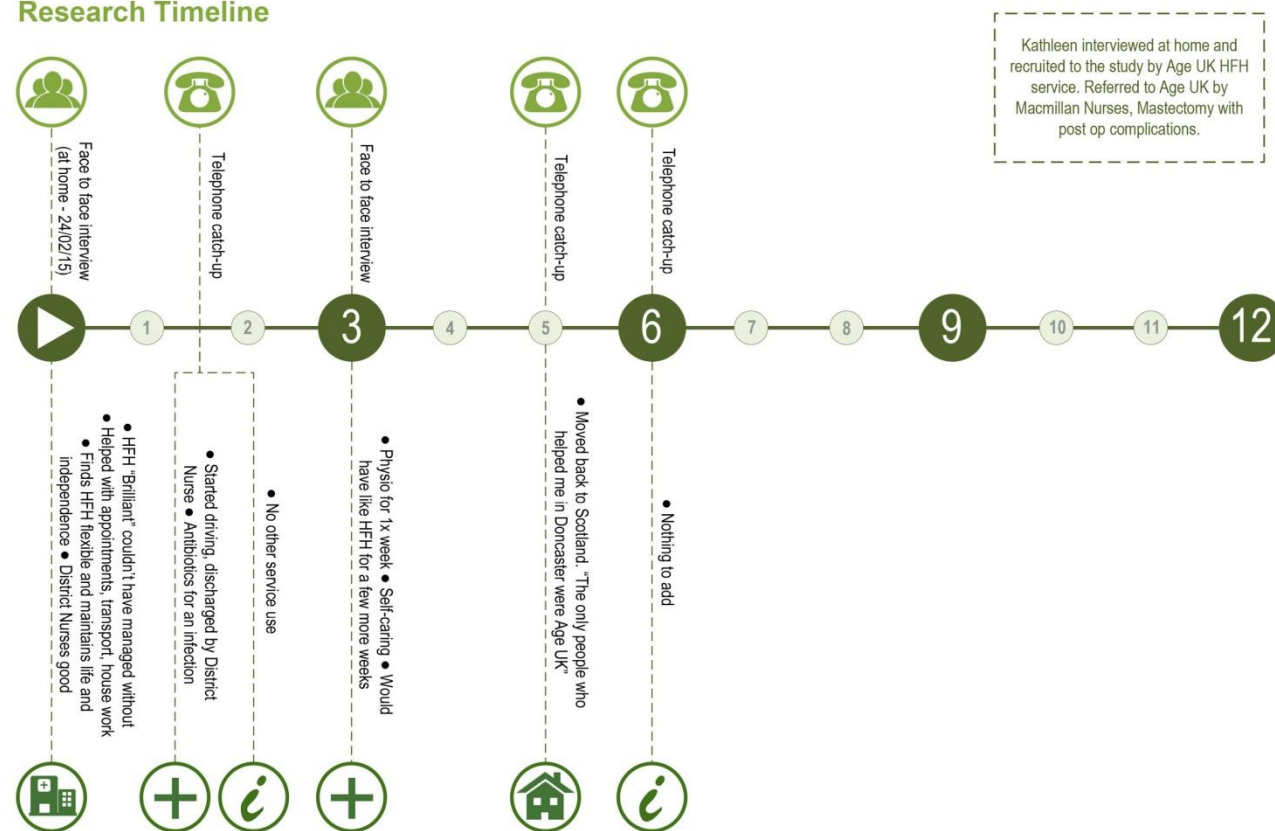 Research Timeline
Kathleen interviewed at home and
recruited to the study by Age UK HFH
service. Referred to Age UK by
Macmillan Nurses, Mastectomy with
post op complications.
Face to face interview
(at home - 24/02/15)
Telephone catch-up
Face to face interview
Telephone catch-up
Telephone catch-up
1
2
3
4
5
6
7
8
9
10
11
12
● HFH “Brilliant” couldn’t have managed without
● Helped with appointments, transport, house work
● Finds HFH flexible and maintains life and
independence ● District Nurses good
● Started driving, discharged by District
Nurse ● Antibiotics for an infection
● No other service use
● Physio for 1x week ● Self-caring ● Would
have like HFH for a few more weeks
● Moved back to Scotland. “The only people who
helped me in Doncaster were Age UK”
● Nothing to add
i
i